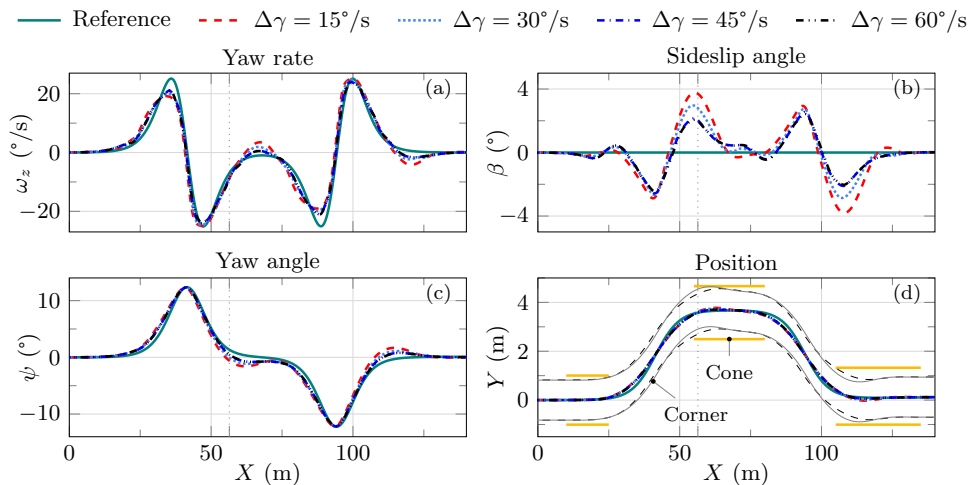 Reference Δγ = 15°/s Δγ = 30°/s Δγ = 45°/s Δγ = 60°/s
Yaw rate
(a)
20
0
−20
ω_z (°/s)
Sideslip angle
(b)
4
0
−4
β (°)
Yaw angle
(c)
10
0
−10
ψ (°)
0 50 100
X (m)
Position
(d)
4
2
0
Y (m)
Cone
Corner
0 50 100
X (m)